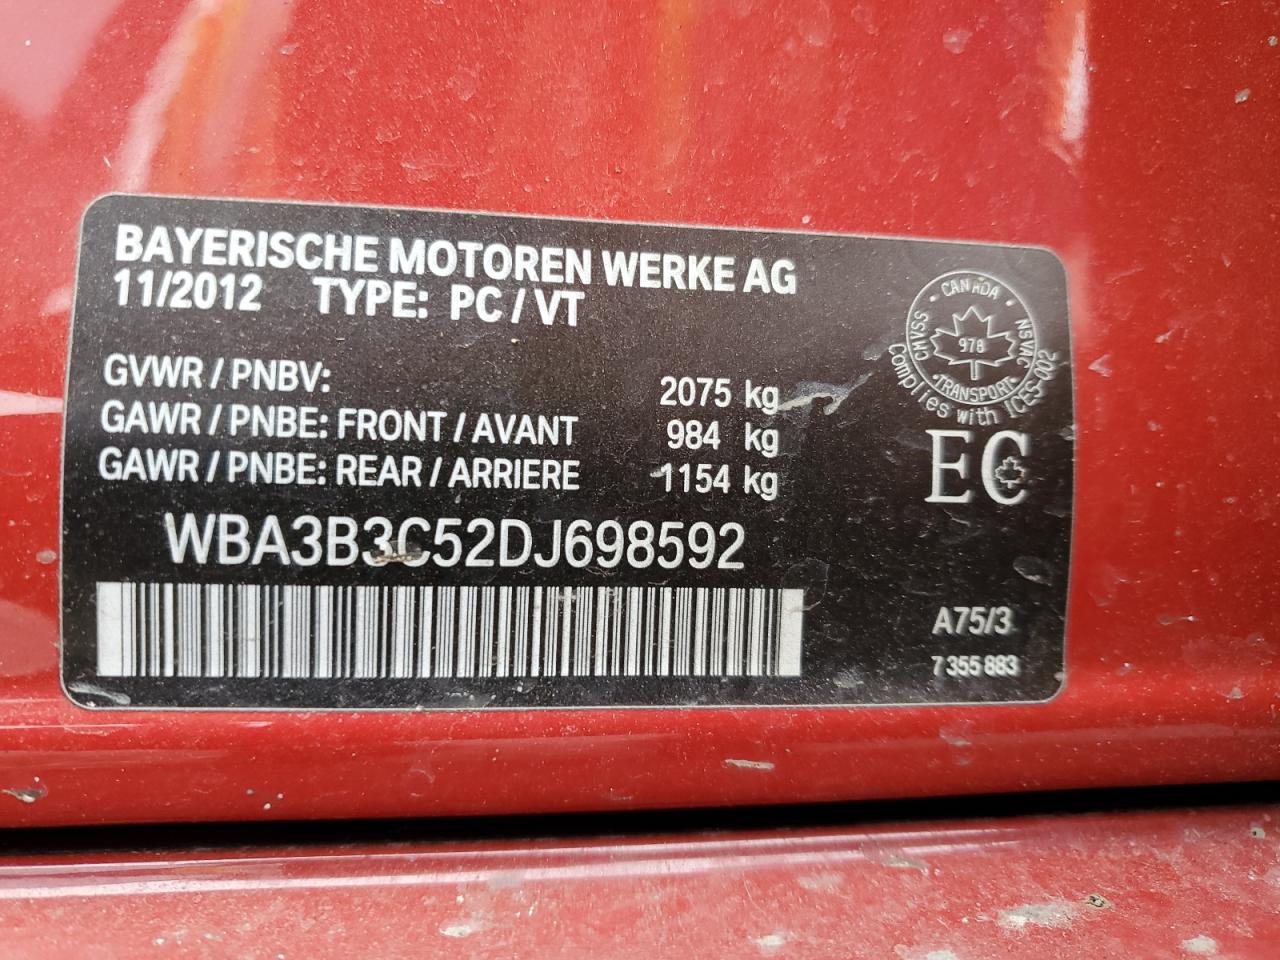 BAYERISCHE MOTOREN WERKE AG
11/2012 TYPE: PC / VT
GVWR / PNBV: 2075 kg
GAWR / PNBE: FRONT / AVANT 984 kg
GAWR / PNBE: REAR / ARRIERE 1154 kg
WBA3B3C52DJ698592
CANADA
CMVSS
978
NSVAC
TRANSPORT
Complies with ICES-002
EC
A75/3
7 355 883